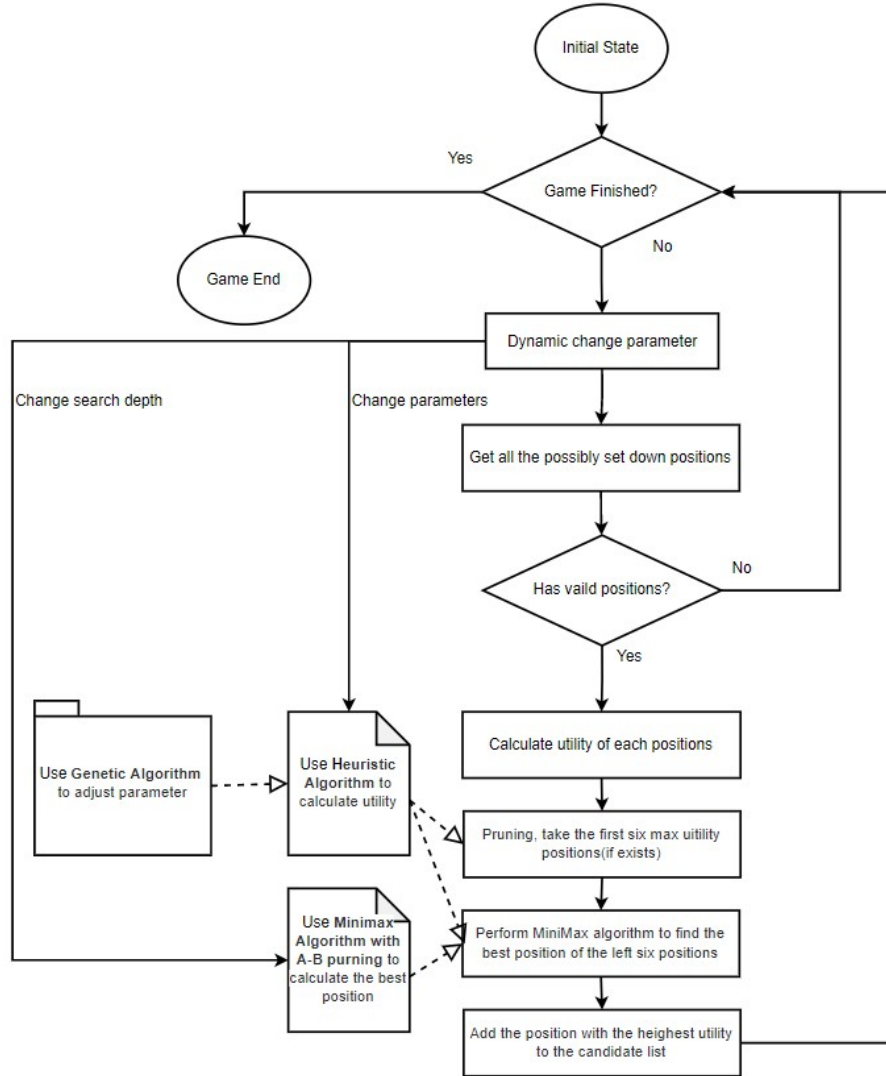 Initial State
Yes
Game Finished?
No
Game End
Dynamic change parameter
Change search depth
Change parameters
Get all the possibly set down positions
Has vaild positions?
No
Yes
Calculate utility of each positions
Use Genetic Algorithm
to adjust parameter
Use Heuristic
Algorithm to
calculate utility
Pruning, take the first six max uitility
positions(if exists)
Use Minimax
Algorithm with
A-B purning to
calculate the best
position
Perform MiniMax algorithm to find the
best position of the left six positions
Add the position with the heighest utility
to the candidate list